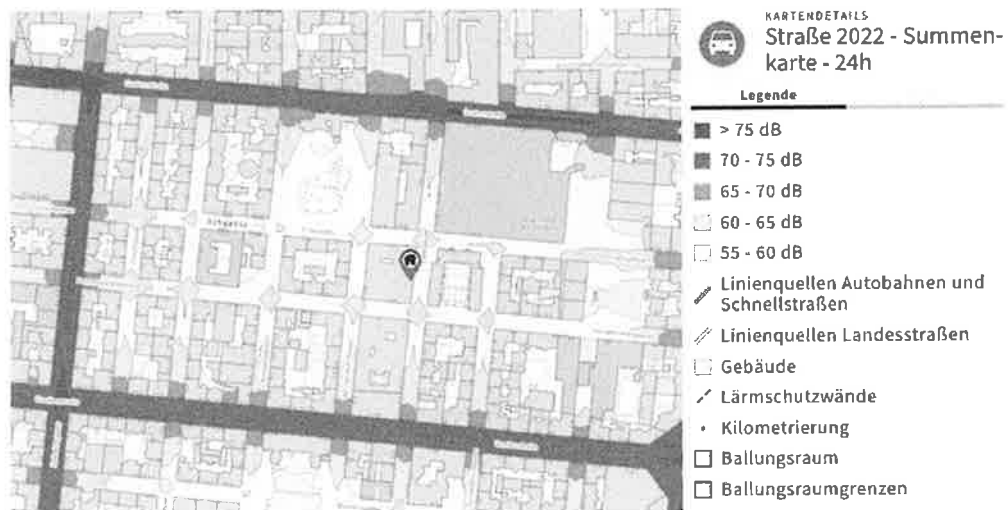 KARTENDETAILS
Straße 2022 - Summen-
karte - 24h
Legende
> 75 dB
70 - 75 dB
65 - 70 dB
60 - 65 dB
55 - 60 dB
Linienquellen Autobahnen und
Schnellstraßen
Linienquellen Landesstraßen
Gebäude
Lärmschutzwände
Kilometrierung
Ballungsraum
Ballungsraumgrenzen